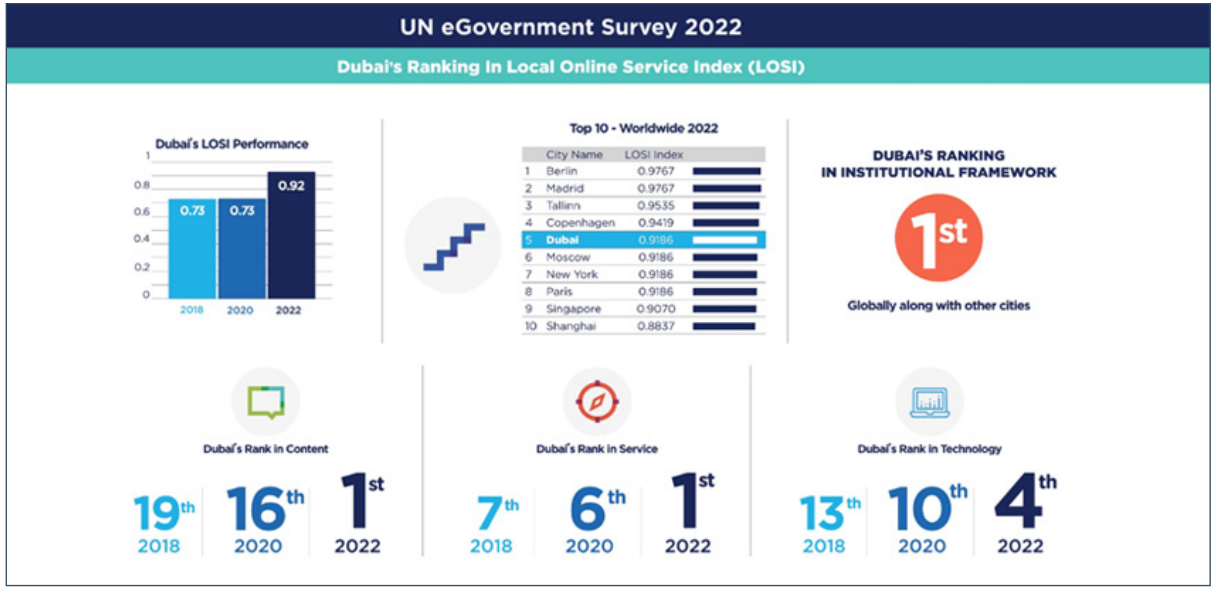 UN eGovernment Survey 2022
Dubai's Ranking In Local Online Service Index (LOSI)
Dubai's LOSI Performance
1
0.8
0.6
0.4
0.2
0
0.73
0.73
0.92
2018
2020
2022
Top 10 - Worldwide 2022
City Name LOSI Index
1 Berlin 0.9767
2 Madrid 0.9767
3 Tallinn 0.9535
4 Copenhagen 0.9419
5 Dubai 0.9186
6 Moscow 0.9186
7 New York 0.9186
8 Paris 0.9186
9 Singapore 0.9070
10 Shanghai 0.8837
DUBAI'S RANKING
IN INSTITUTIONAL FRAMEWORK
1st
Globally along with other cities
Dubai's Rank in Content
19th 16th 1st
2018 2020 2022
Dubai's Rank in Service
7th 6th 1st
2018 2020 2022
Dubai's Rank in Technology
13th 10th 4th
2018 2020 2022